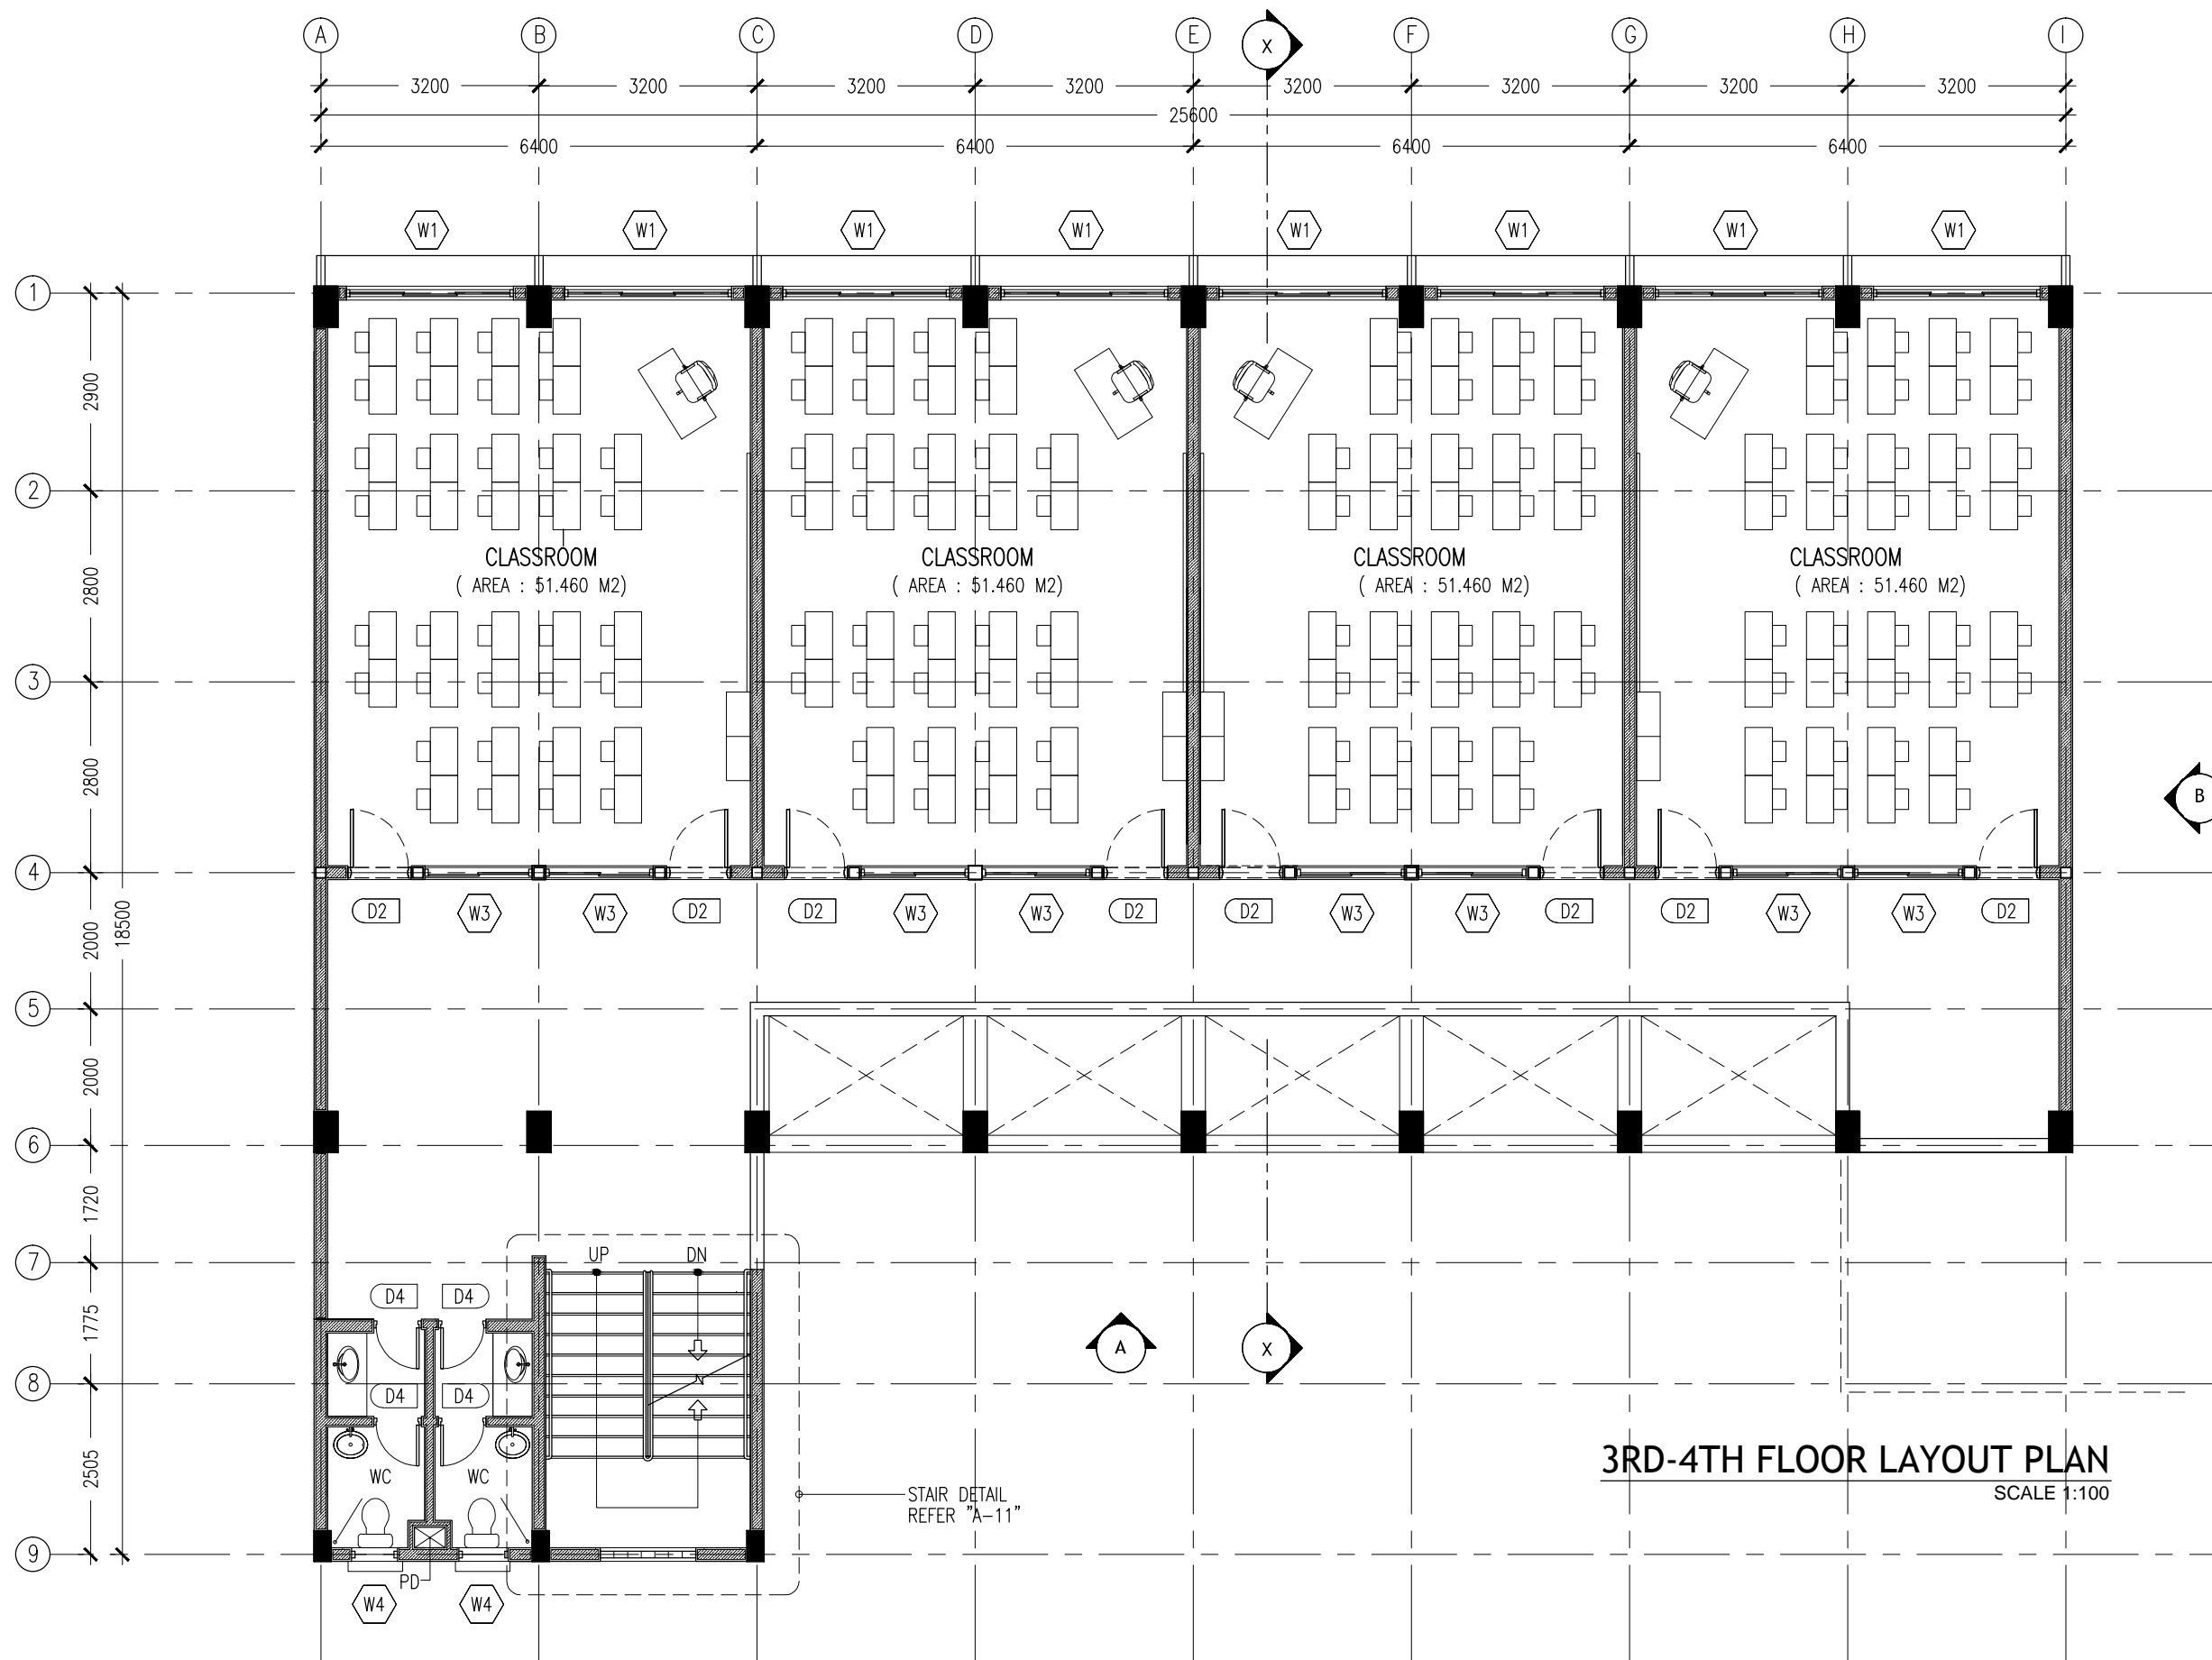 A B C D E X F G H I
3200 3200 3200 3200 3200 3200 3200 3200
25600
6400 6400 6400 6400
W1 W1 W1 W1 W1 W1 W1 W1
1
2900
2
CLASSROOM CLASSROOM CLASSROOM CLASSROOM
( AREA : 51.460 M2) ( AREA : 51.460 M2) ( AREA : 51.460 M2) ( AREA : 51.460 M2)
2800
3
2800
B
4
D2 W3 W3 D2 D2 W3 W3 D2 D2 W3 W3 D2 D2 W3 W3 D2
18500
2000
5
2000
6
1720
7
UP DN
D4 D4
1775
A X
8
D4 D4
2505
WC WC
STAIR DETAIL
REFER "A-11"
3RD-4TH FLOOR LAYOUT PLAN
SCALE 1:100
9
PD
W4 W4